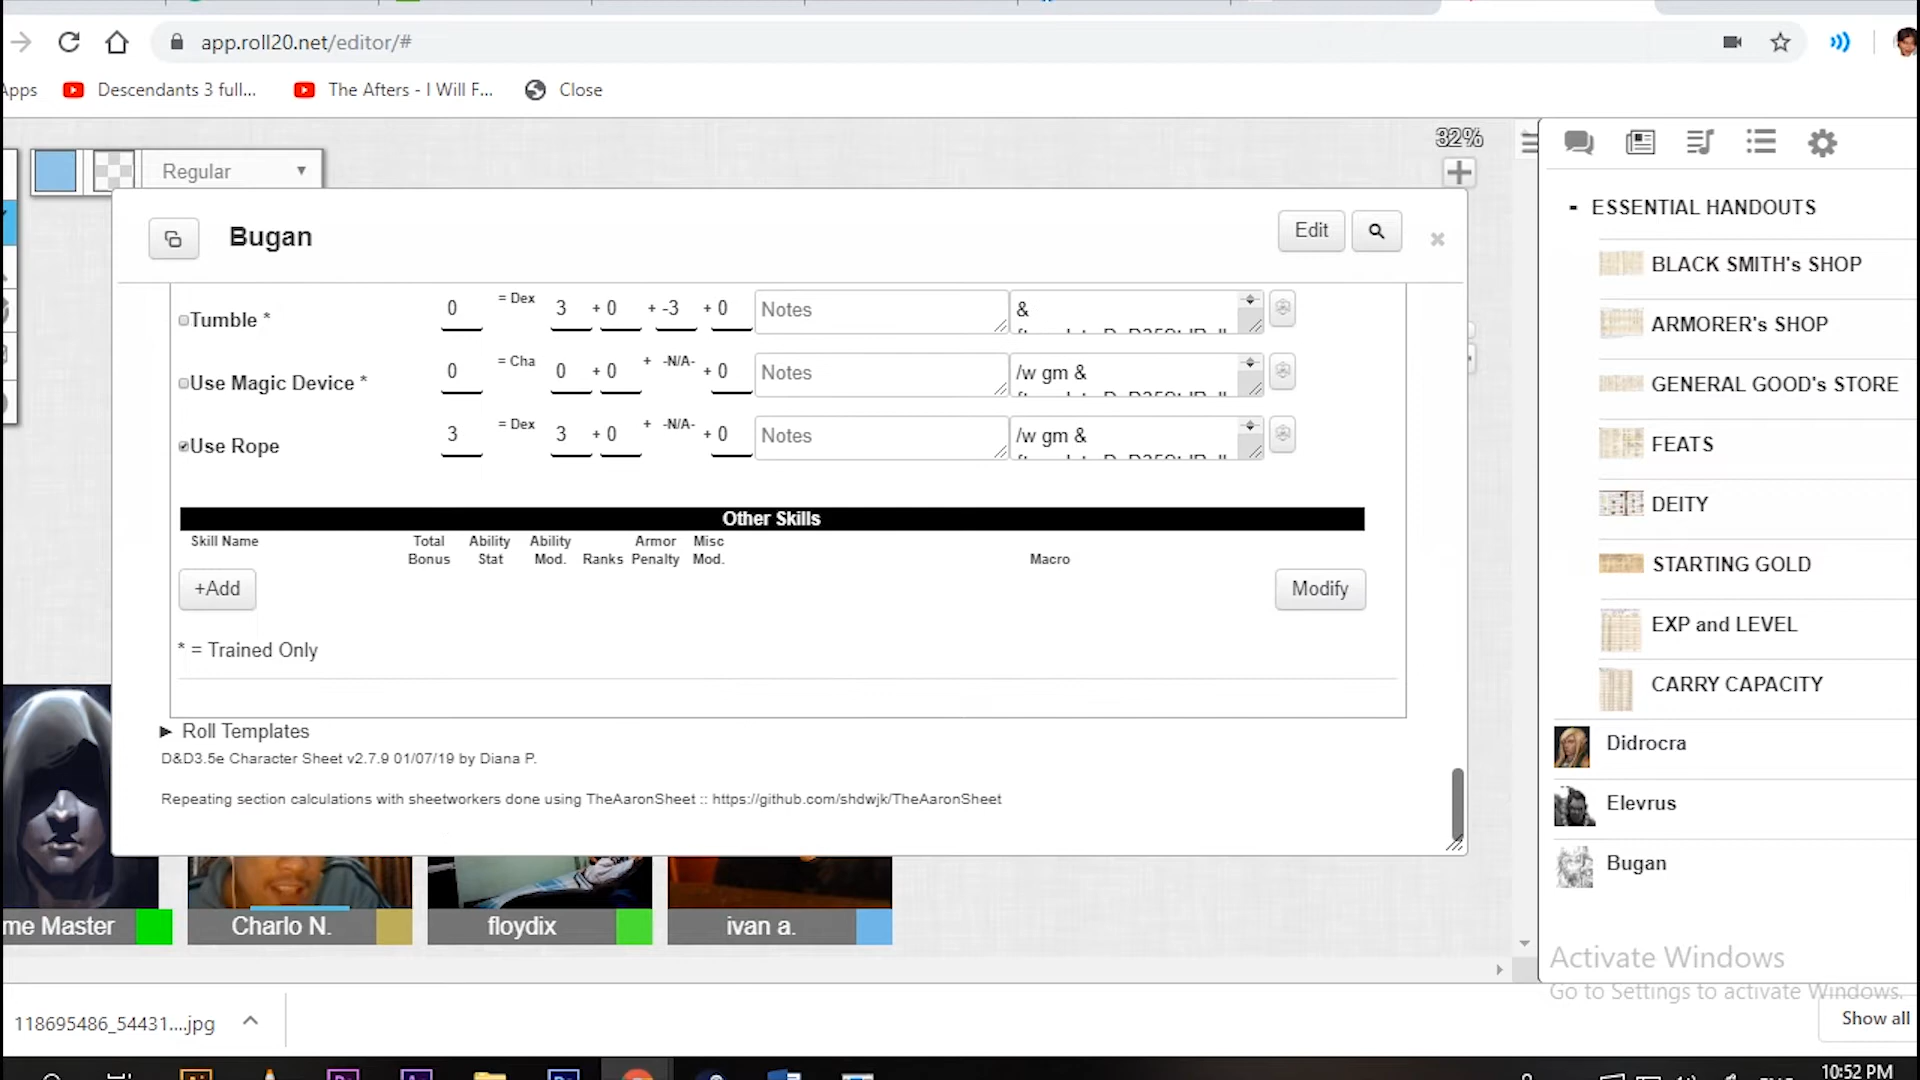 app.roll20.net/editor/#
Apps
Descendants 3 full...
The Afters - I Will F...
Close
32%
Regular
Bugan
Edit
Tumble * 0 = Dex 3 + 0 + -3 + 0 Notes &
Use Magic Device * 0 = Cha 0 + 0 + -N/A- + 0 Notes /w gm &
Use Rope 3 = Dex 3 + 0 + -N/A- + 0 Notes /w gm &
Other Skills
Skill Name Total Bonus Ability Stat Ability Mod. Ranks Armor Penalty Misc Mod. Macro
+Add
Modify
* = Trained Only
Roll Templates
D&D3.5e Character Sheet v2.7.9 01/07/19 by Diana P.
Repeating section calculations with sheetworkers done using TheAaronSheet :: https://github.com/shdwjk/TheAaronSheet
me Master
Charlo N.
floydix
ivan a.
- ESSENTIAL HANDOUTS
BLACK SMITH's SHOP
ARMORER's SHOP
GENERAL GOOD's STORE
FEATS
DEITY
STARTING GOLD
EXP and LEVEL
CARRY CAPACITY
Didrocra
Elevrus
Bugan
Activate Windows
Go to Settings to activate Windows.
118695486_54431....jpg
Show all
10:52 PM